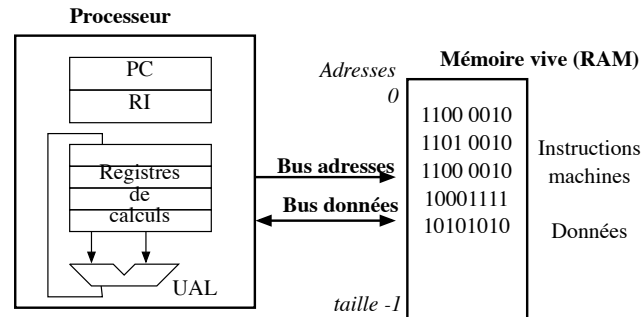 Processeur
PC
RI
Registres
de
calculs
UAL
Bus adresses
Bus données
Mémoire vive (RAM)
Adresses
0
1100 0010
1101 0010
1100 0010
10001111
10101010
Instructions
machines
Données
taille -1